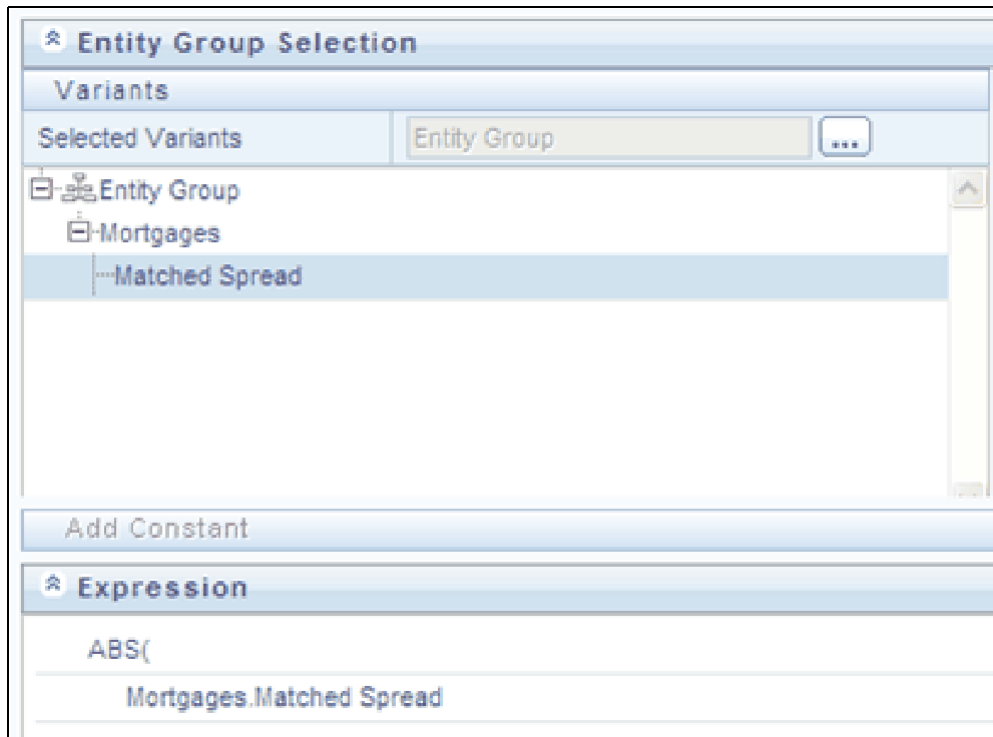 Entity Group Selection
Variants
Selected Variants Entity Group ...
Entity Group
Mortgages
Matched Spread
Add Constant
Expression
ABS(
Mortgages.Matched Spread